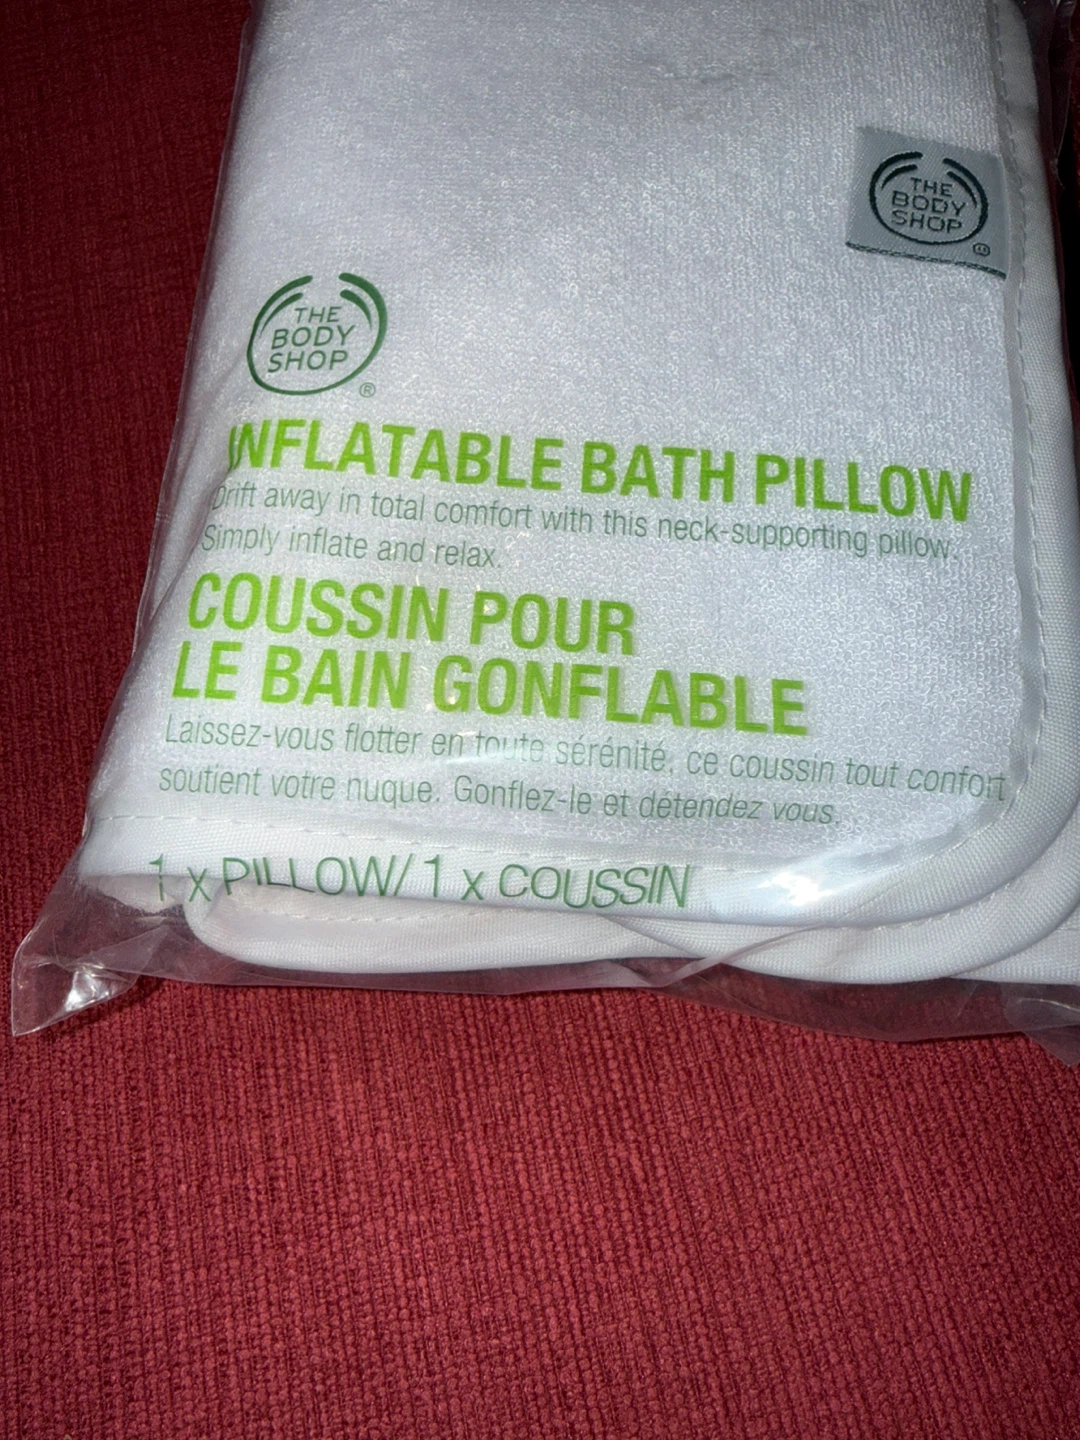 THE
BODY
SHOP
®
THE
BODY
SHOP
®
INFLATABLE BATH PILLOW
Drift away in total comfort with this neck-supporting pillow.
Simply inflate and relax.
COUSSIN POUR
LE BAIN GONFLABLE
Laissez-vous flotter en toute sérénité, ce coussin tout confort
soutient votre nuque. Gonflez-le et détendez vous.
1 x PILLOW/ 1 x COUSSIN